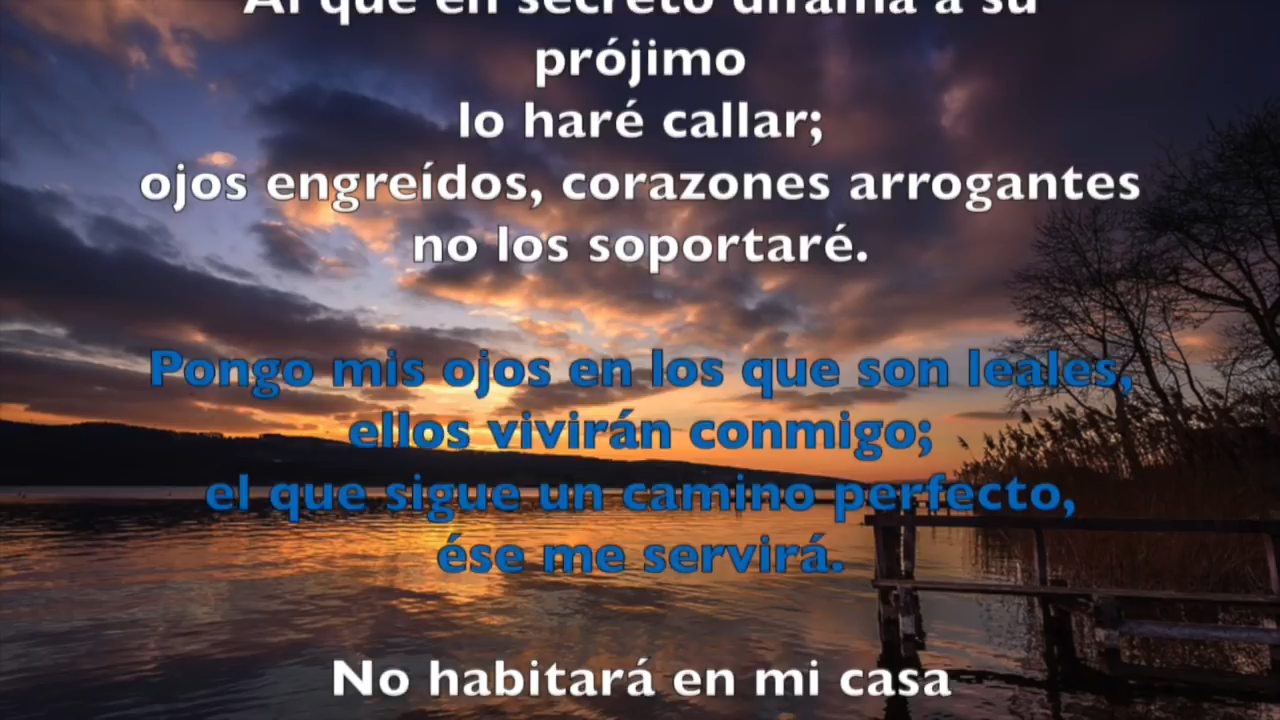 Al que en secreto difama a su
prójimo
lo haré callar;
ojos engreídos, corazones arrogantes
no los soportaré.
Pongo mis ojos en los que son leales,
ellos vivirán conmigo;
el que sigue un camino perfecto,
ése me servirá.
No habitará en mi casa